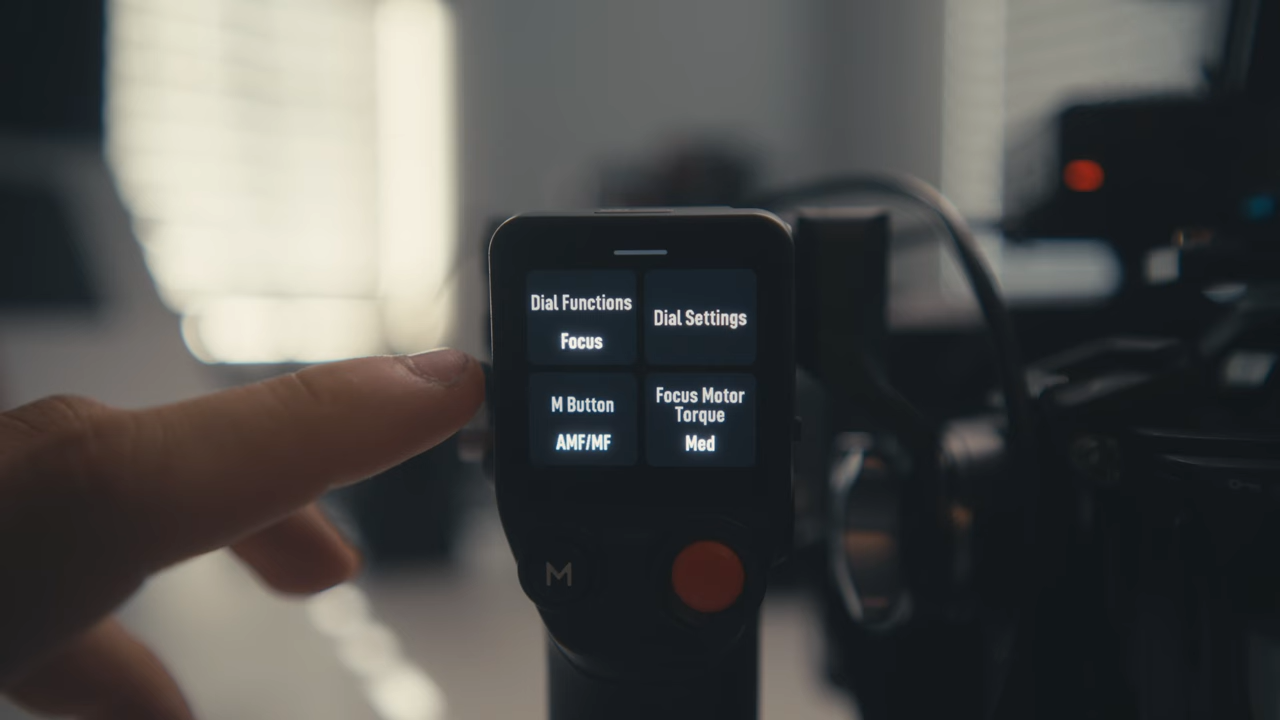 Dial Functions
Focus
Dial Settings
M Button
AMF/MF
Focus Motor
Torque
Med
M